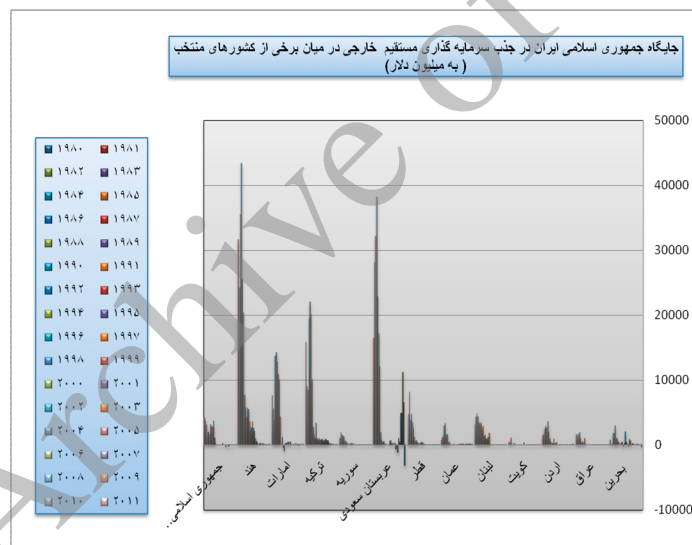 جایگاه جمهوری اسلامی ایران در جذب سرمایه گذاری مستقیم خارجی در میان برخی از کشورهای منتخب
( به میلیون دلار)
50000
40000
30000
20000
10000
0
-10000
۱۹۸۰ ۱۹۸۱
۱۹۸۲ ۱۹۸۳
۱۹۸۴ ۱۹۸۵
۱۹۸۶ ۱۹۸۷
۱۹۸۸ ۱۹۸۹
۱۹۹۰ ۱۹۹۱
۱۹۹۲ ۱۹۹۳
۱۹۹۴ ۱۹۹۵
۱۹۹۶ ۱۹۹۷
۱۹۹۸ ۱۹۹۹
۲۰۰۰ ۲۰۰۱
۲۰۰۲ ۲۰۰۳
۲۰۰۴ ۲۰۰۵
۲۰۰۶ ۲۰۰۷
۲۰۰۸ ۲۰۰۹
۲۰۱۰ ۲۰۱۱
بحرین
عراق
اردن
کویت
لبنان
عمان
قطر
عربستان سعودی
سوریه
ترکیه
امارات
هند
جمهوری اسلامی..
Archive of